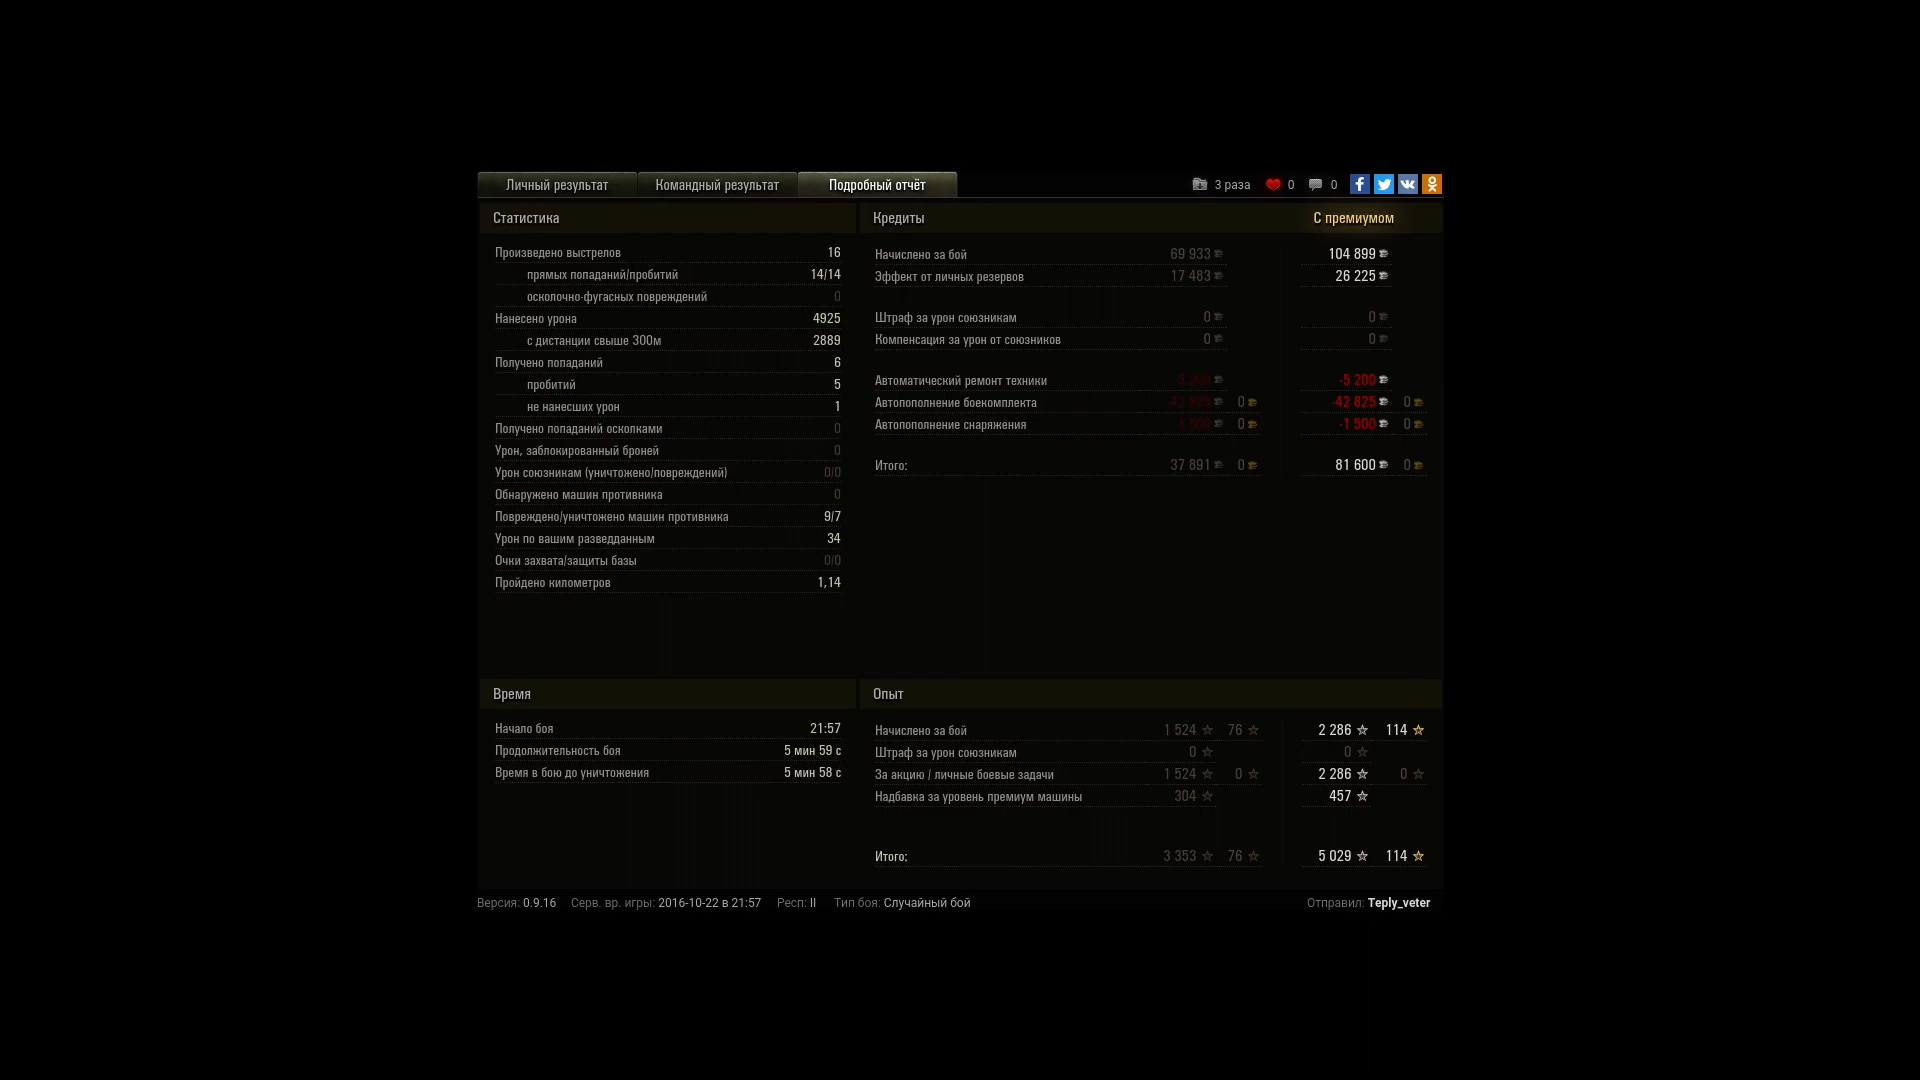 Личный результат Командный результат Подробный отчёт 3 раза 0 0
Статистика
Произведено выстрелов 16
прямых попаданий/пробитий 14/14
осколочно-фугасных повреждений 0
Нанесено урона 4925
с дистанции свыше 300м 2889
Получено попаданий 6
пробитий 5
не нанесших урон 1
Получено попаданий осколками 0
Урон, заблокированный броней 0
Урон союзникам (уничтожено/повреждений) 0/0
Обнаружено машин противника 0
Повреждено/уничтожено машин противника 9/7
Урон по вашим разведданным 34
Очки захвата/защиты базы 0/0
Пройдено километров 1,14
Кредиты С премиумом
Начислено за бой 69 933 104 899
Эффект от личных резервов 17 483 26 225
Штраф за урон союзникам 0 0
Компенсация за урон от союзников 0 0
Автоматический ремонт техники -5 200
Автопополнение боекомплекта 0 -42 825 0
Автопополнение снаряжения 0 -1 500 0
Итого: 37 891 0 81 600 0
Время
Начало боя 21:57
Продолжительность боя 5 мин 59 с
Время в бою до уничтожения 5 мин 58 с
Опыт
Начислено за бой 1 524 76 2 286 114
Штраф за урон союзникам 0 0
За акцию / личные боевые задачи 1 524 0 2 286 0
Надбавка за уровень премиум машины 304 457
Итого: 3 353 76 5 029 114
Версия: 0.9.16 Серв. вр. игры: 2016-10-22 в 21:57 Респ: II Тип боя: Случайный бой Отправил: Teply_veter